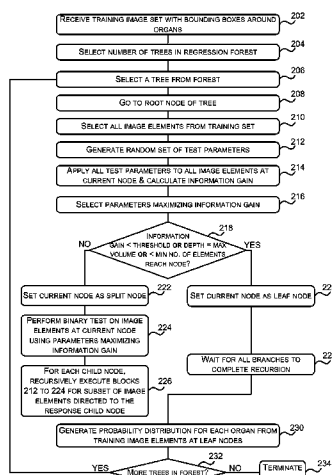 RECEIVE TRAINING IMAGE SET WITH BOUNDING BOXES AROUND
ORGANS
202
SELECT NUMBER OF TREES IN REGRESSION FOREST
204
SELECT A TREE FROM FOREST
206
GO TO ROOT NODE OF TREE
208
SELECT ALL IMAGE ELEMENTS FROM TRAINING SET
210
GENERATE RANDOM SET OF TEST PARAMETERS
212
APPLY ALL TEST PARAMETERS TO ALL IMAGE ELEMENTS AT
CURRENT NODE & CALCULATE INFORMATION GAIN
214
SELECT PARAMETERS MAXIMIZING INFORMATION GAIN
216
218
INFORMATION
GAIN < THRESHOLD OR DEPTH = MAX
VOLUME OR < MIN NO. OF ELEMENTS
REACH NODE?
NO
YES
SET CURRENT NODE AS SPLIT NODE
222
SET CURRENT NODE AS LEAF NODE
22
PERFORM BINARY TEST ON IMAGE
ELEMENTS AT CURRENT NODE
USING PARAMETERS MAXIMIZING
INFORMATION GAIN
224
WAIT FOR ALL BRANCHES TO
COMPLETE RECURSION
22
FOR EACH CHILD NODE,
RECURSIVELY EXECUTE BLOCKS
212 TO 224 FOR SUBSET OF IMAGE
ELEMENTS DIRECTED TO THE
RESPONSE CHILD NODE
226
GENERATE PROBABILITY DISTRIBUTION FOR EACH ORGAN FROM
TRAINING IMAGE ELEMENTS AT LEAF NODES
230
232
YES
MORE TREES IN FOREST?
NO
TERMINATE
234